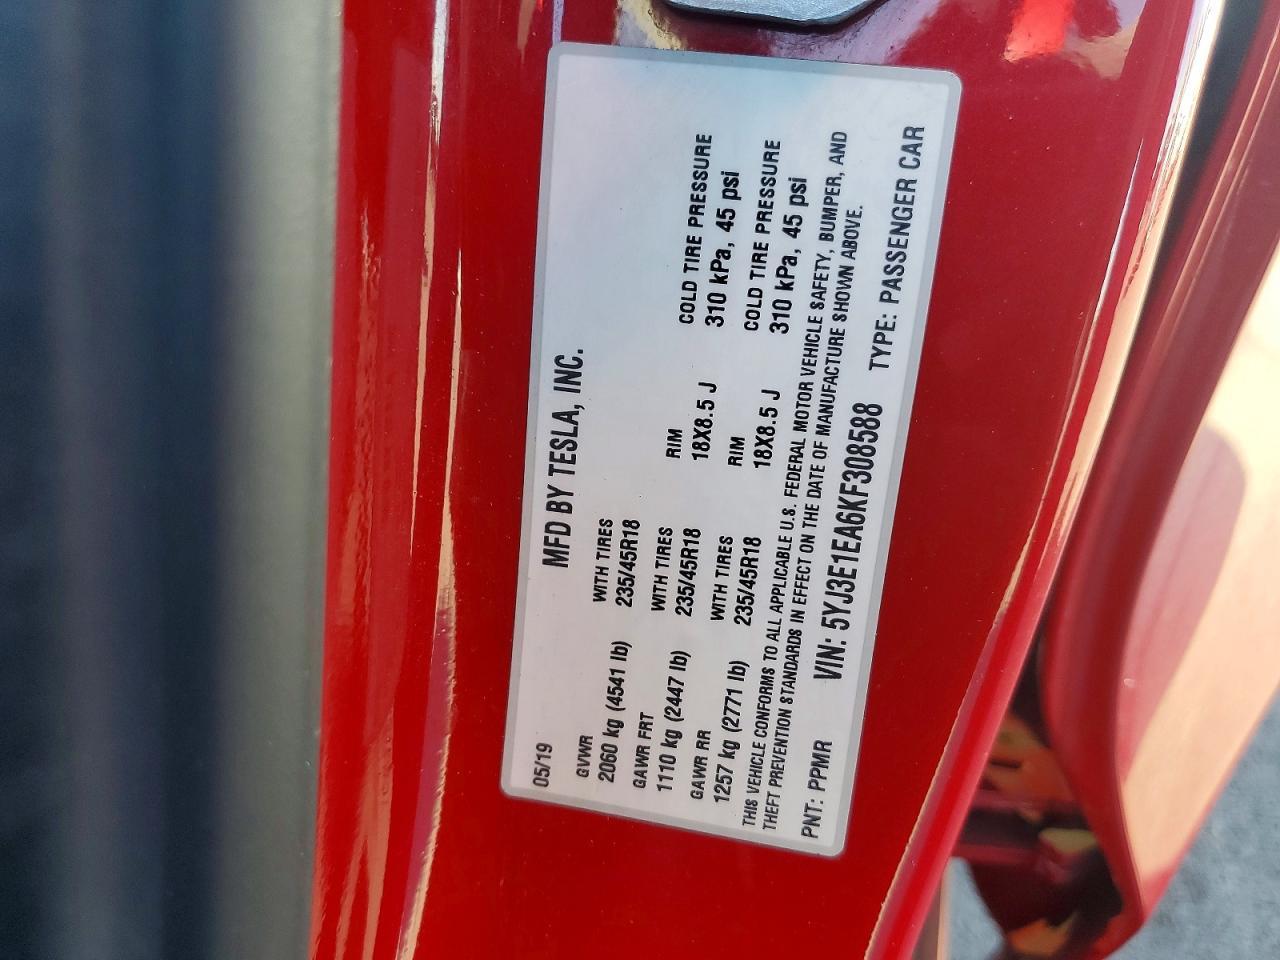 MFD BY TESLA, INC.
05/19
GVWR
2060 kg (4541 lb)
WITH TIRES
235/45R18
GAWR FRT
1110 kg (2447 lb)
WITH TIRES
235/45R18
RIM
18X8.5 J
COLD TIRE PRESSURE
310 kPa, 45 psi
GAWR RR
1257 kg (2771 lb)
WITH TIRES
235/45R18
RIM
18X8.5 J
COLD TIRE PRESSURE
310 kPa, 45 psi
THIS VEHICLE CONFORMS TO ALL APPLICABLE U.S. FEDERAL MOTOR VEHICLE SAFETY, BUMPER, AND
THEFT PREVENTION STANDARDS IN EFFECT ON THE DATE OF MANUFACTURE SHOWN ABOVE.
PNT: PPMR VIN: 5YJ3E1EA6KF308588 TYPE: PASSENGER CAR